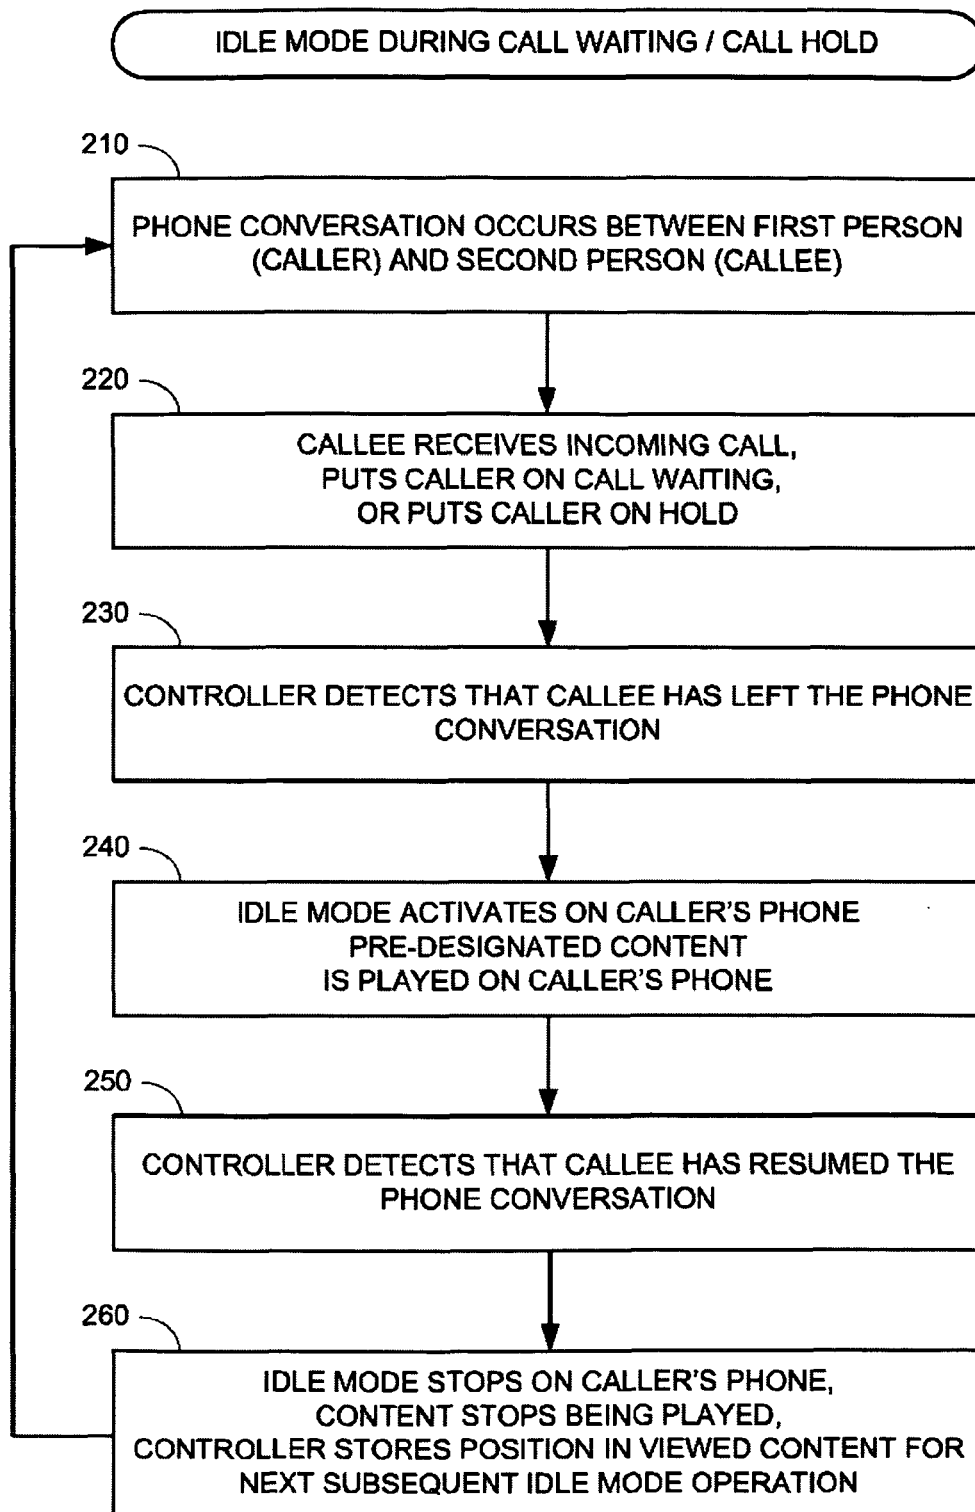 IDLE MODE DURING CALL WAITING / CALL HOLD
210
PHONE CONVERSATION OCCURS BETWEEN FIRST PERSON
(CALLER) AND SECOND PERSON (CALLEE)
220
CALLEE RECEIVES INCOMING CALL,
PUTS CALLER ON CALL WAITING,
OR PUTS CALLER ON HOLD
230
CONTROLLER DETECTS THAT CALLEE HAS LEFT THE PHONE
CONVERSATION
240
IDLE MODE ACTIVATES ON CALLER'S PHONE
PRE-DESIGNATED CONTENT
IS PLAYED ON CALLER'S PHONE
250
CONTROLLER DETECTS THAT CALLEE HAS RESUMED THE
PHONE CONVERSATION
260
IDLE MODE STOPS ON CALLER'S PHONE,
CONTENT STOPS BEING PLAYED,
CONTROLLER STORES POSITION IN VIEWED CONTENT FOR
NEXT SUBSEQUENT IDLE MODE OPERATION